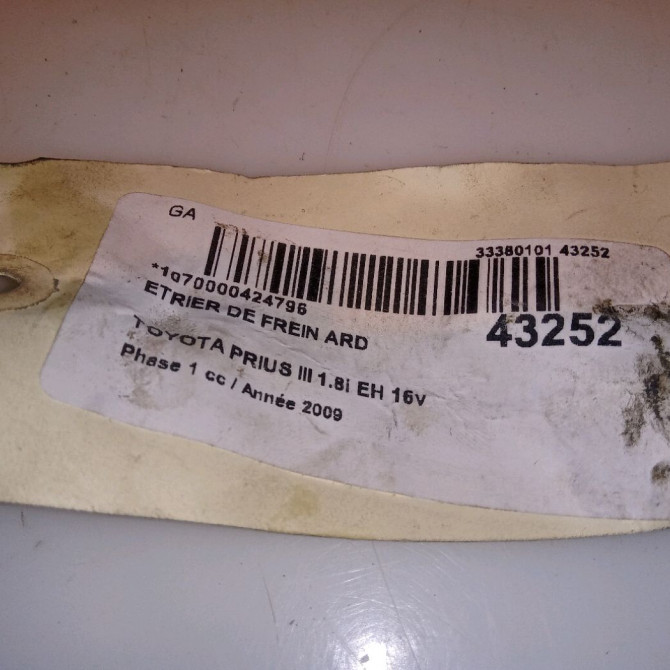 GA
33380101 43252
*1q70000424796
43252
ETRIER DE FREIN ARD
TOYOTA PRIUS III 1.8i EH 16v
Phase 1 cc / Année 2009